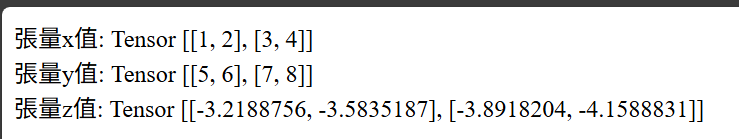 張量x值: Tensor [[1, 2], [3, 4]]
張量y值: Tensor [[5, 6], [7, 8]]
張量z值: Tensor [[-3.2188756, -3.5835187], [-3.8918204, -4.1588831]]